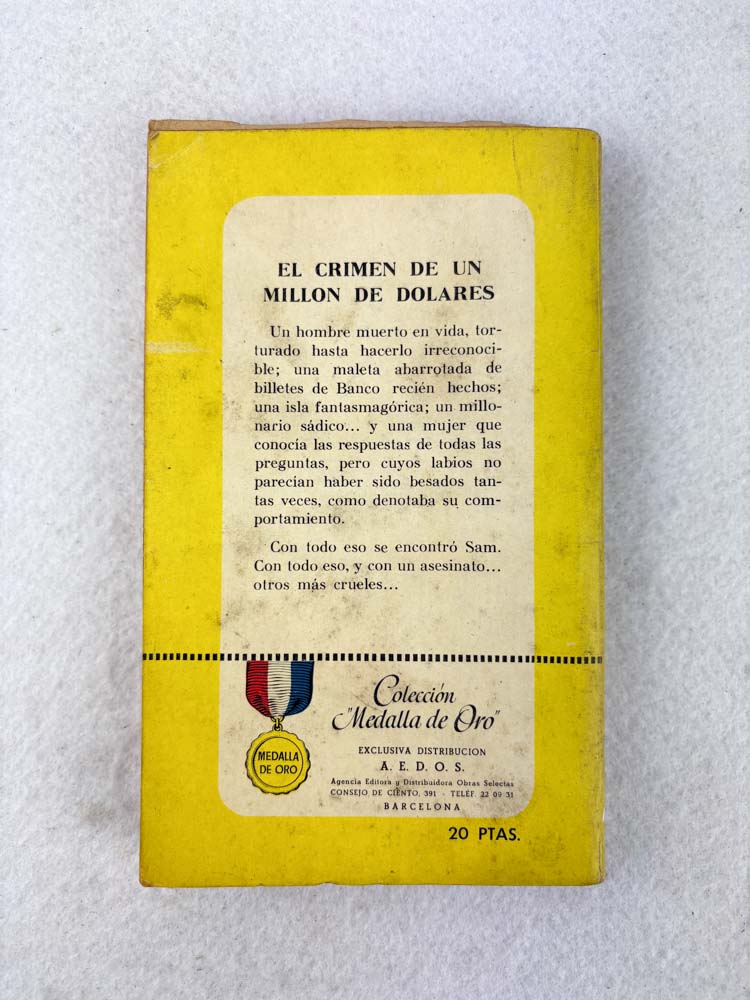 EL CRIMEN DE UN
MILLON DE DOLARES
Un hombre muerto en vida, tor-
turado hasta hacerlo irreconoci-
ble; una maleta abarrotada de
billetes de Banco recién hechos;
una isla fantasmagórica; un millo-
nario sádico... y una mujer que
conocía las respuestas de todas las
preguntas, pero cuyos labios no
parecian haber sido besados tan-
tas veces, como denotaba su com-
portamiento.
Con todo eso se encontró Sam.
Con todo eso, y con un asesinato...
otros más crueles...
MEDALLA
DE ORO
Colección
"Medalla de Oro"
EXCLUSIVA DISTRIBUCION
A. E. D. O. S.
Agencia Editora y Distribuidora Obras Selectas
CONSEJO DE CIENTO, 391 - TELÉF. 22 09 31
BARCELONA
20 PTAS.